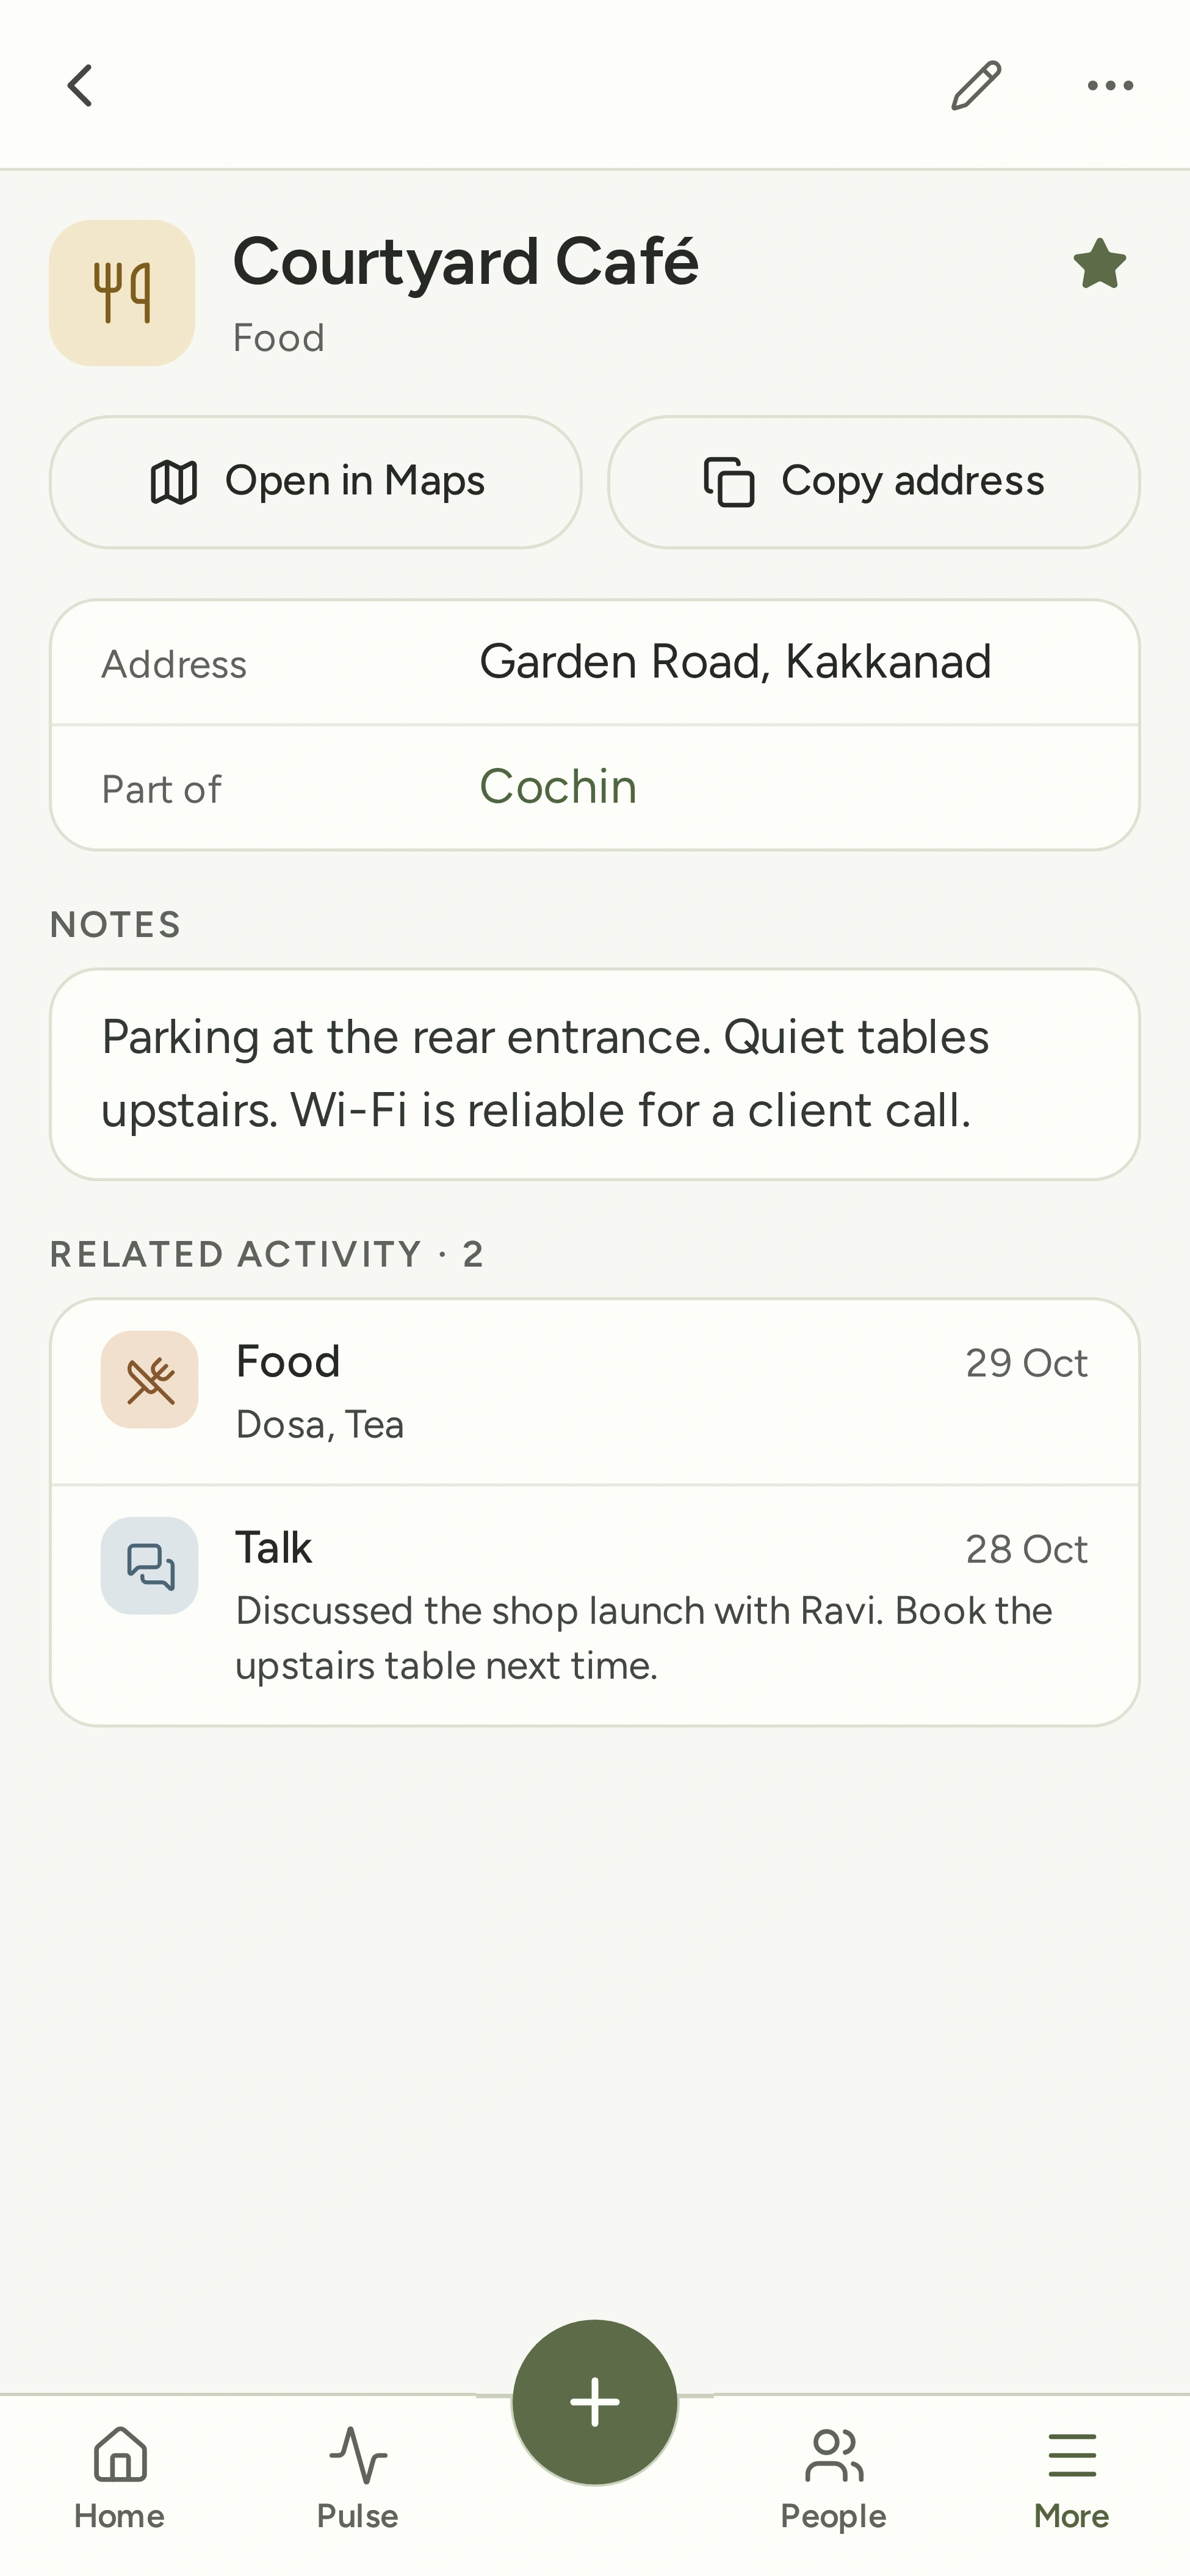 Courtyard Café
Food
Open in Maps
Copy address
Address
Garden Road, Kakkanad
Part of
Cochin
NOTES
Parking at the rear entrance. Quiet tables
upstairs. Wi-Fi is reliable for a client call.
RELATED ACTIVITY · 2
Food
29 Oct
Dosa, Tea
Talk
28 Oct
Discussed the shop launch with Ravi. Book the
upstairs table next time.
Home
Pulse
People
More